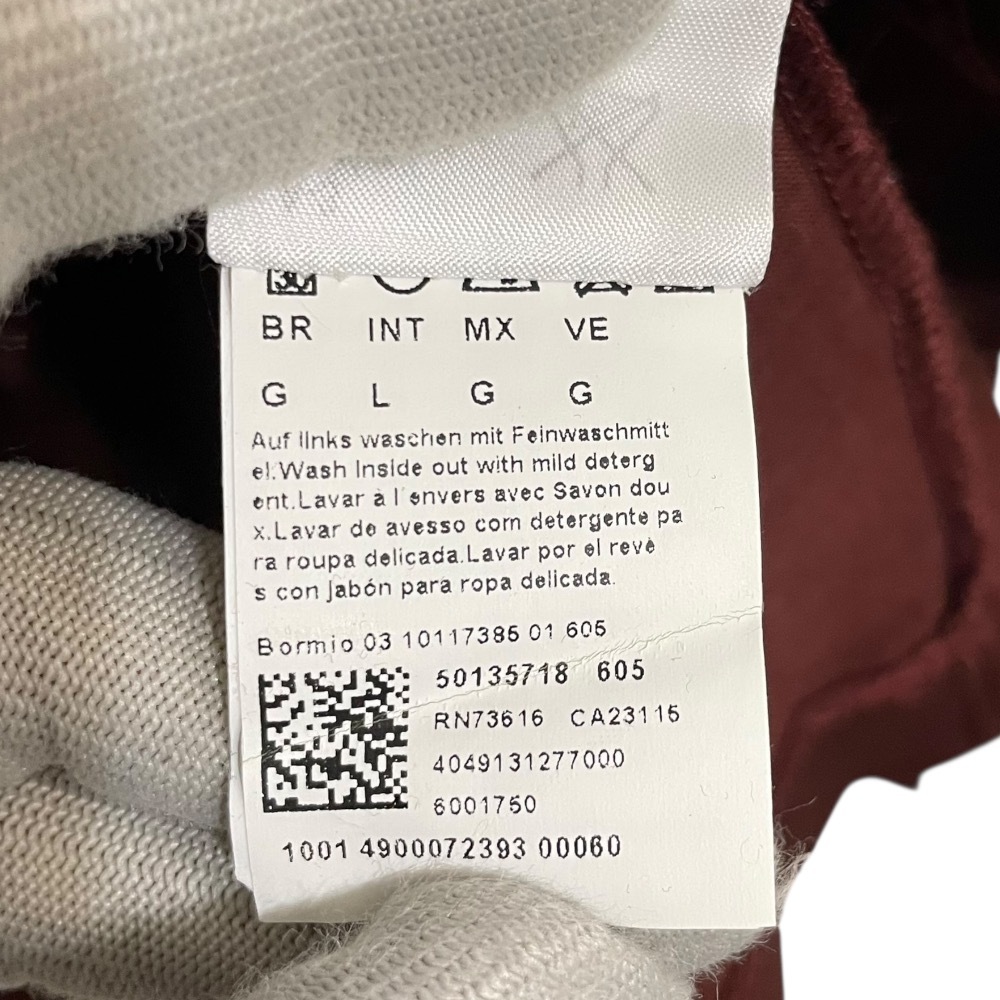 30
BR INT MX VE
G L G G
Auf links waschen mit Feinwaschmitt
el.Wash Inside out with mild deterg
ent.Lavar à l'envers avec Savon dou
x.Lavar do avesso com detergente pa
ra roupa delicada.Lavar por el revé
s con Jabón para ropa delicada.
Bormio 03 10117385 01 605
50135718 605
RN73616 CA23115
4049131277000
6001750
1001 4900072393 00060